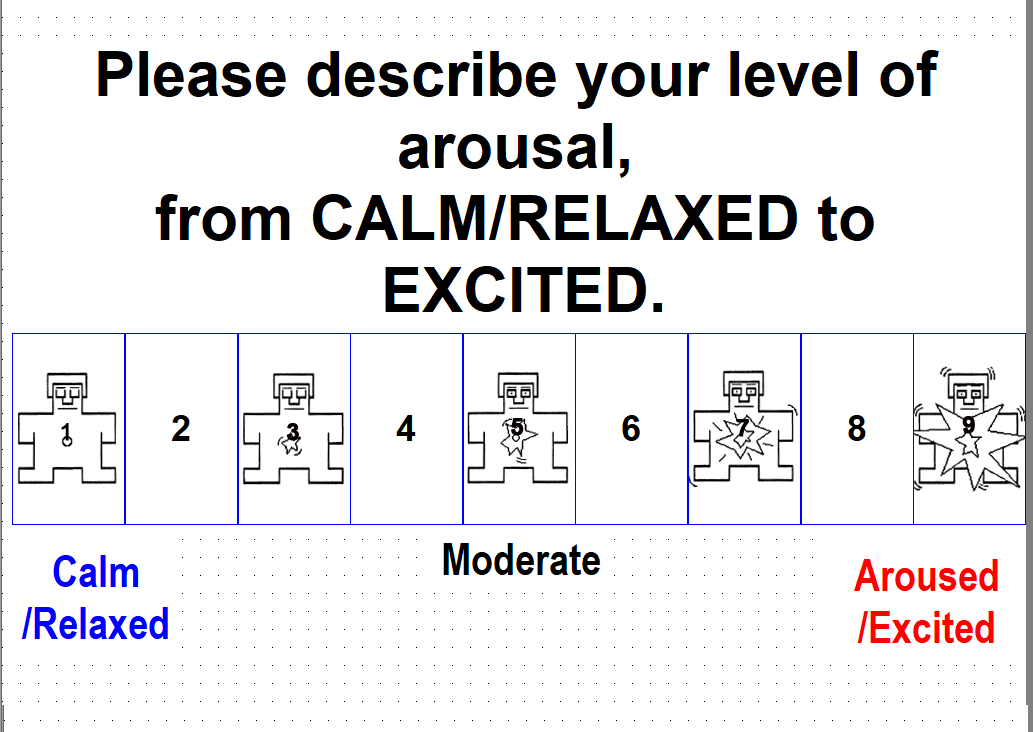 Please describe your level of
arousal,
from CALM/RELAXED to
EXCITED.
1 2 3 4 5 6 7 8 9
Calm
/Relaxed
Moderate
Aroused
/Excited